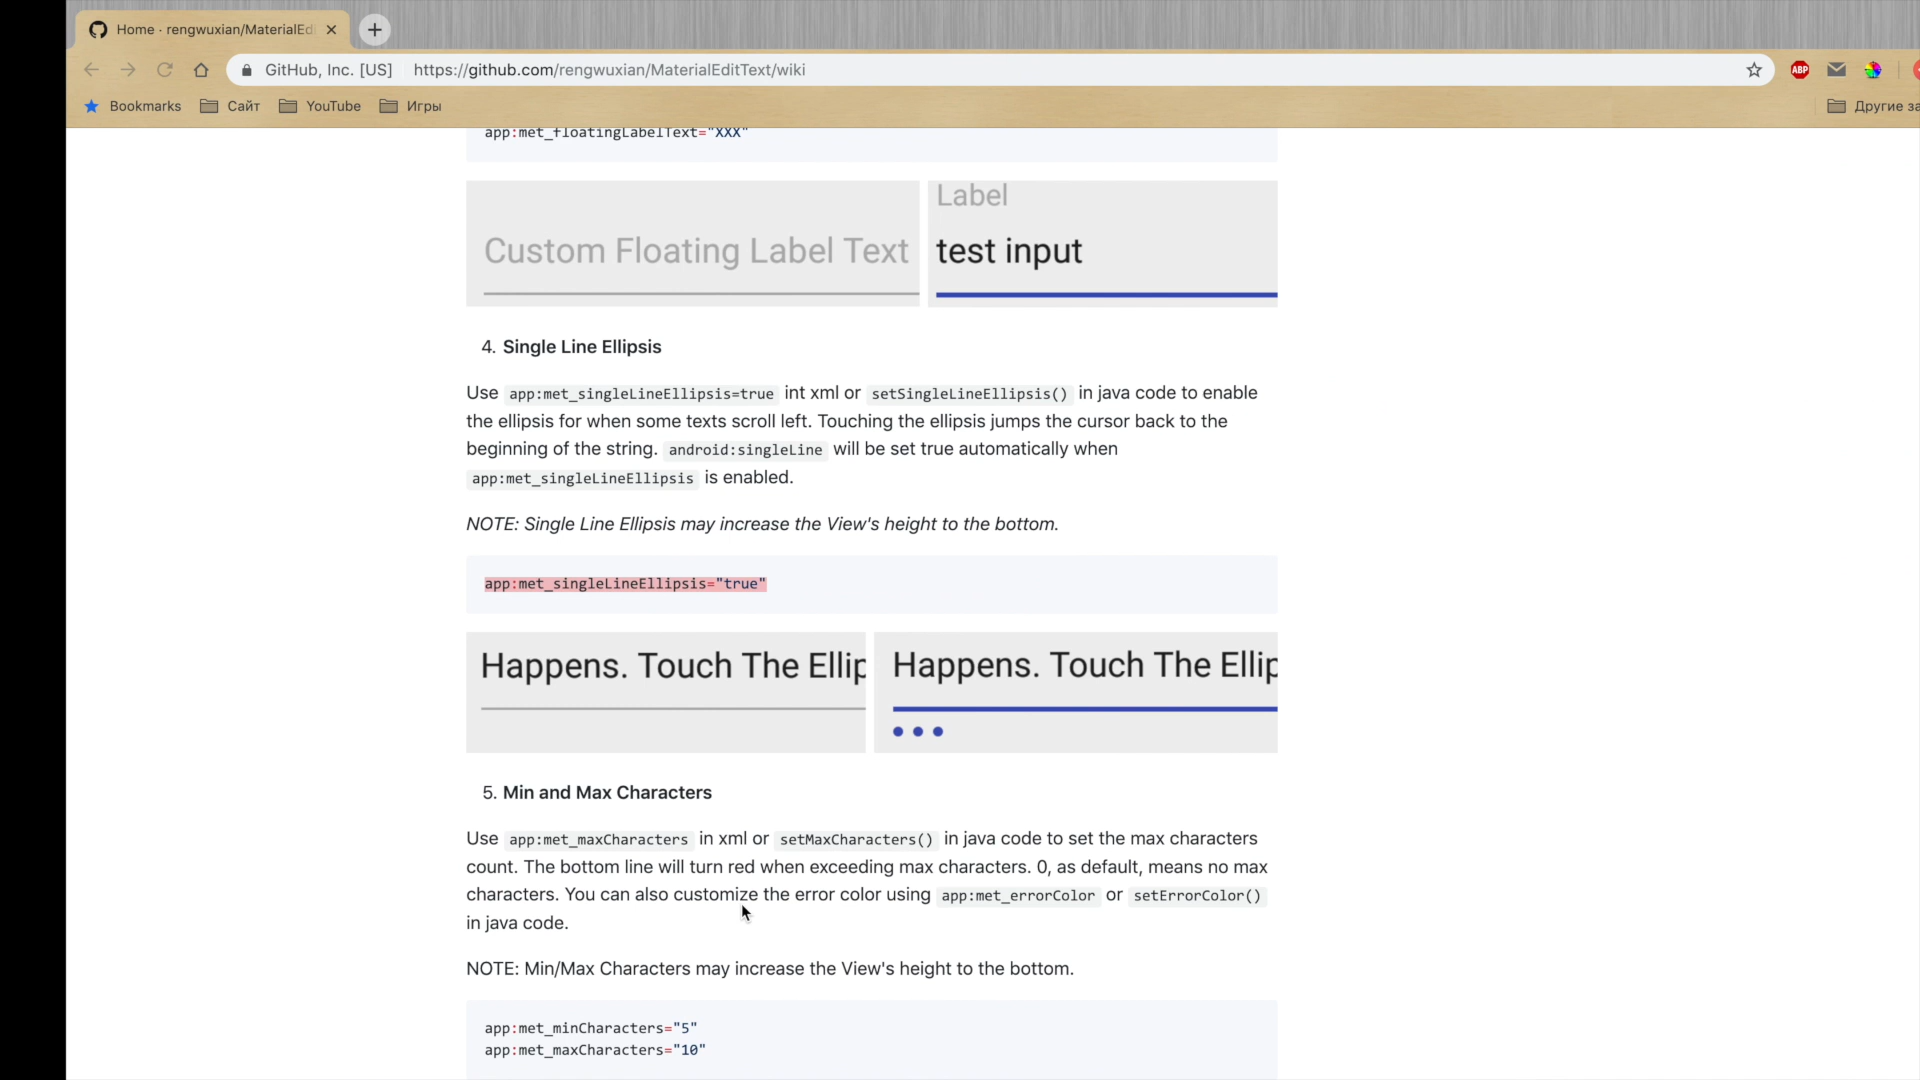 Home · rengwuxian/MaterialEd
GitHub, Inc. [US] https://github.com/rengwuxian/MaterialEditText/wiki
ABP
Bookmarks Сайт YouTube Игры Другие за
app:met_floatingLabelText="XXX"
Label
Custom Floating Label Text test input
4. Single Line Ellipsis
Use app:met_singleLineEllipsis=true int xml or setSingleLineEllipsis() in java code to enable
the ellipsis for when some texts scroll left. Touching the ellipsis jumps the cursor back to the
beginning of the string. android:singleLine will be set true automatically when
app:met_singleLineEllipsis is enabled.
NOTE: Single Line Ellipsis may increase the View's height to the bottom.
app:met_singleLineEllipsis="true"
Happens. Touch The Ellip Happens. Touch The Ellip
5. Min and Max Characters
Use app:met_maxCharacters in xml or setMaxCharacters() in java code to set the max characters
count. The bottom line will turn red when exceeding max characters. 0, as default, means no max
characters. You can also customize the error color using app:met_errorColor or setErrorColor()
in java code.
NOTE: Min/Max Characters may increase the View's height to the bottom.
app:met_minCharacters="5"
app:met_maxCharacters="10"